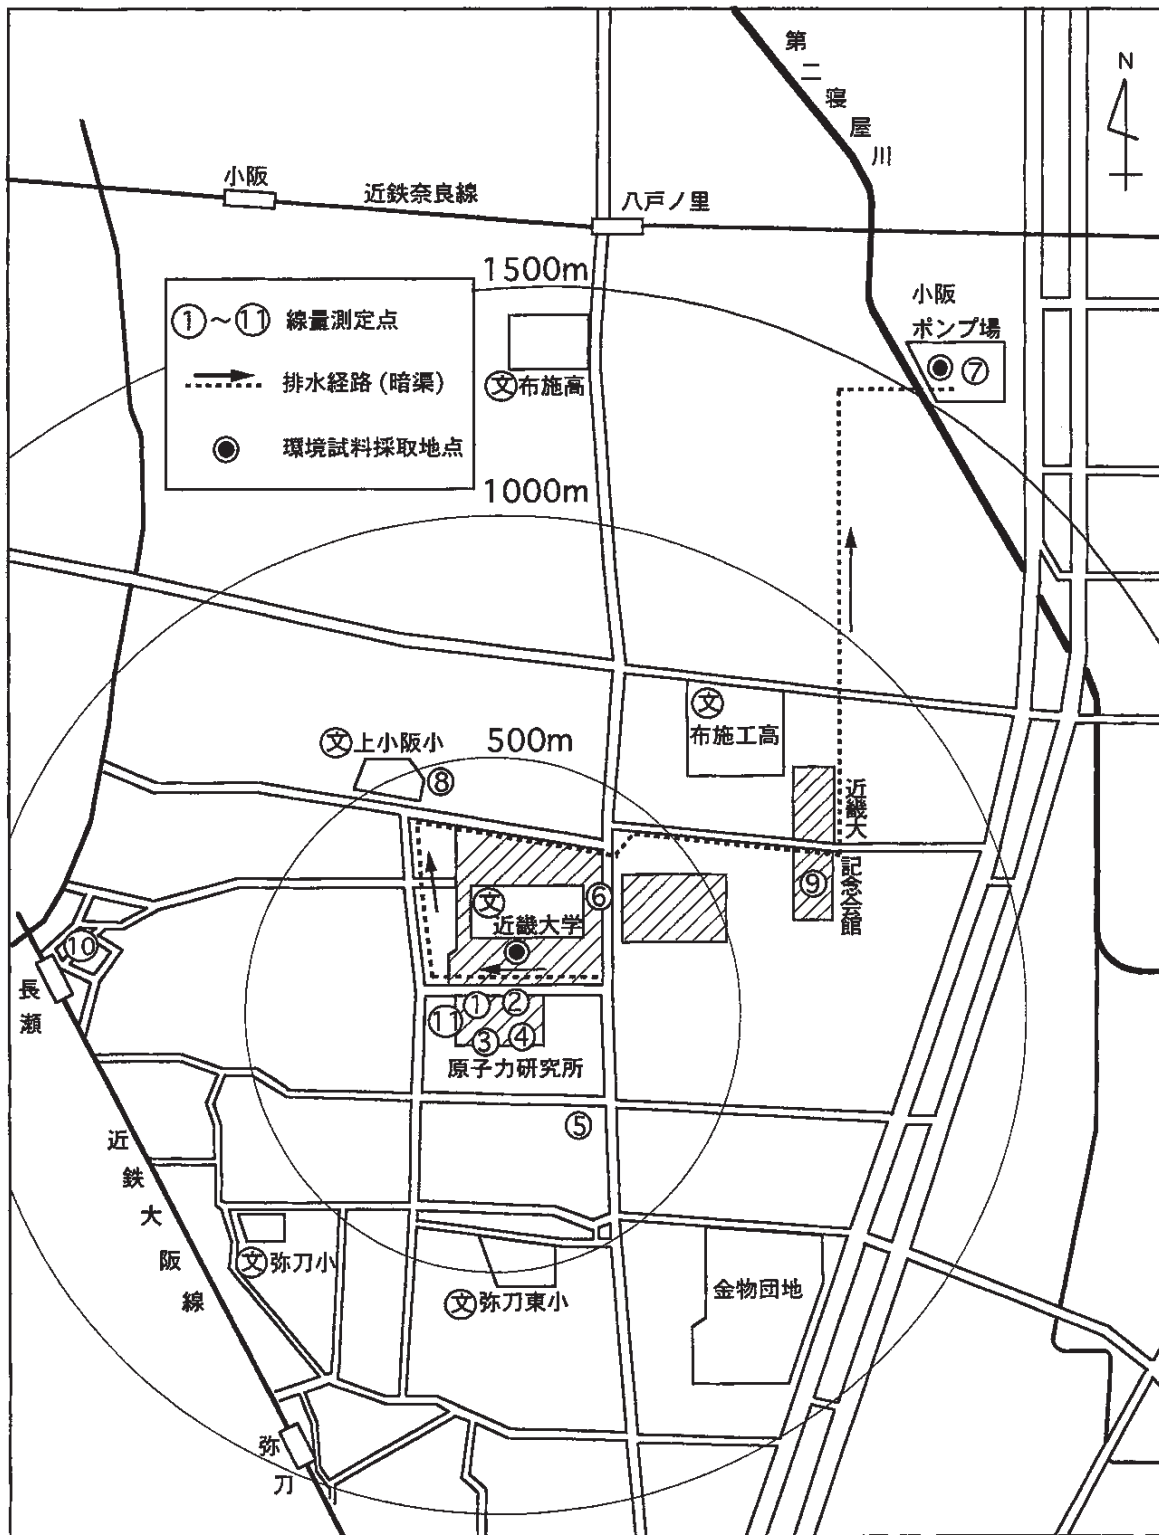 第二寝屋川
N
小阪
近鉄奈良線
八戸ノ里
1500m
①～⑪ 線量測定点
排水経路(暗渠)
環境試料採取地点
小阪
ポンプ場
⑦
文布施高
1000m
文
布施工高
文上小阪小
500m
⑧
近畿大
記念会館
⑨
文
近畿大学
⑥
⑩
長瀬
①
②
⑪
③
④
原子力研究所
⑤
近鉄大阪線
文弥刀小
文弥刀東小
金物団地
弥刀